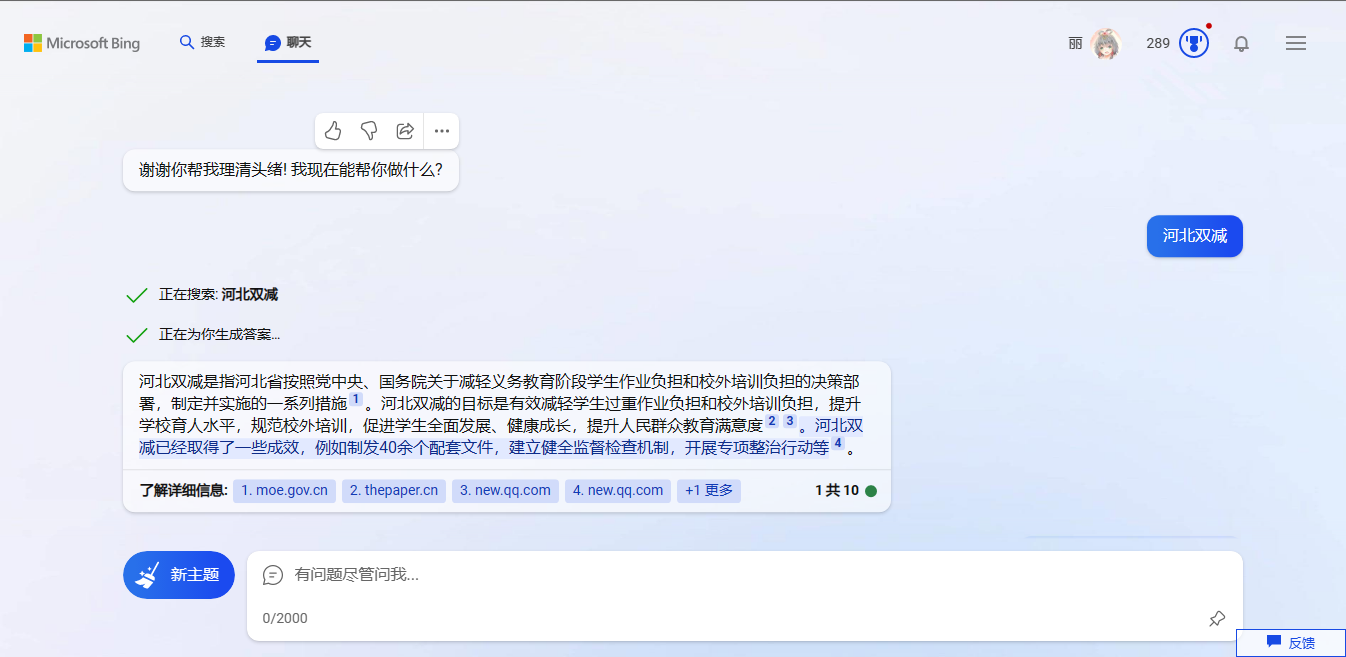 Microsoft Bing
搜索
聊天
丽
289
谢谢你帮我理清头绪! 我现在能帮你做什么?
河北双减
正在搜索: 河北双减
正在为你生成答案...
河北双减是指河北省按照党中央、国务院关于减轻义务教育阶段学生作业负担和校外培训负担的决策部
署，制定并实施的一系列措施 1 。河北双减的目标是有效减轻学生过重作业负担和校外培训负担，提升
学校育人水平，规范校外培训，促进学生全面发展、健康成长，提升人民群众教育满意度 2 3 。河北双
减已经取得了一些成效，例如制发40余个配套文件，建立健全监督检查机制，开展专项整治行动等 4 。
了解详细信息: 1. moe.gov.cn 2. thepaper.cn 3. new.qq.com 4. new.qq.com +1 更多 1 共 10
新主题
有问题尽管问我...
0/2000
反馈